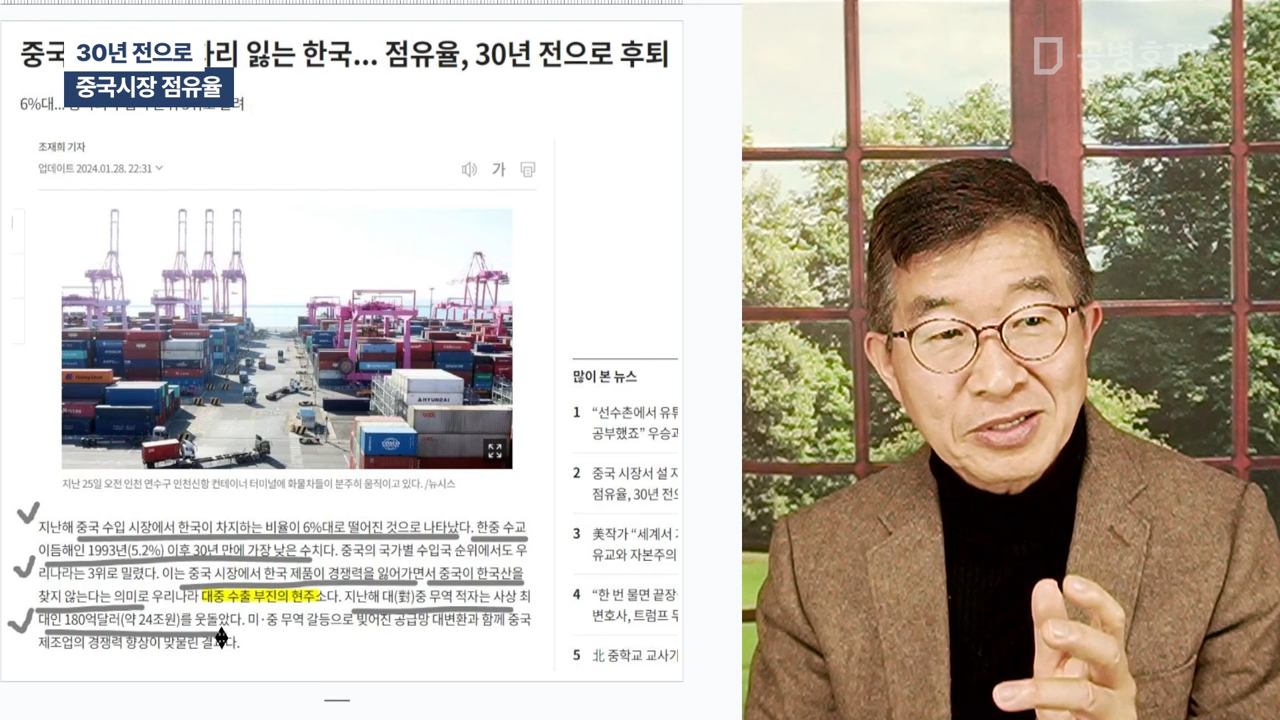 중국 자리 잃는 한국... 점유율, 30년 전으로 후퇴
30년 전으로
중국시장 점유율
6%대...
조재희 기자
업데이트 2024.01.28. 22:31
가
지난 25일 오전 인천 연수구 인천신항 컨테이너 터미널에 화물차들이 분주히 움직이고 있다. /뉴시스
지난해 중국 수입 시장에서 한국이 차지하는 비율이 6%대로 떨어진 것으로 나타났다. 한중 수교
이듬해인 1993년(5.2%) 이후 30년 만에 가장 낮은 수치다. 중국의 국가별 수입국 순위에서도 우
리나라는 3위로 밀렸다. 이는 중국 시장에서 한국 제품이 경쟁력을 잃어가면서 중국이 한국산을
찾지 않는다는 의미로 우리나라 대중 수출 부진의 현주소다. 지난해 대(對)중 무역 적자는 사상 최
대인 180억달러(약 24조원)를 웃돌았다. 미·중 무역 갈등으로 빚어진 공급망 대변환과 함께 중국
제조업의 경쟁력 향상이 맞물린 결과다.
많이 본 뉴스
1 “선수촌에서 유튜
공부했죠” 우승과
2 중국 시장서 설 자
점유율, 30년 전으
3 美작가 “세계서 가
유교와 자본주의
4 “한 번 물면 끝장
변호사, 트럼프 두
5 北 중학교 교사가
공병호TV
HYUNDAI
COSCO